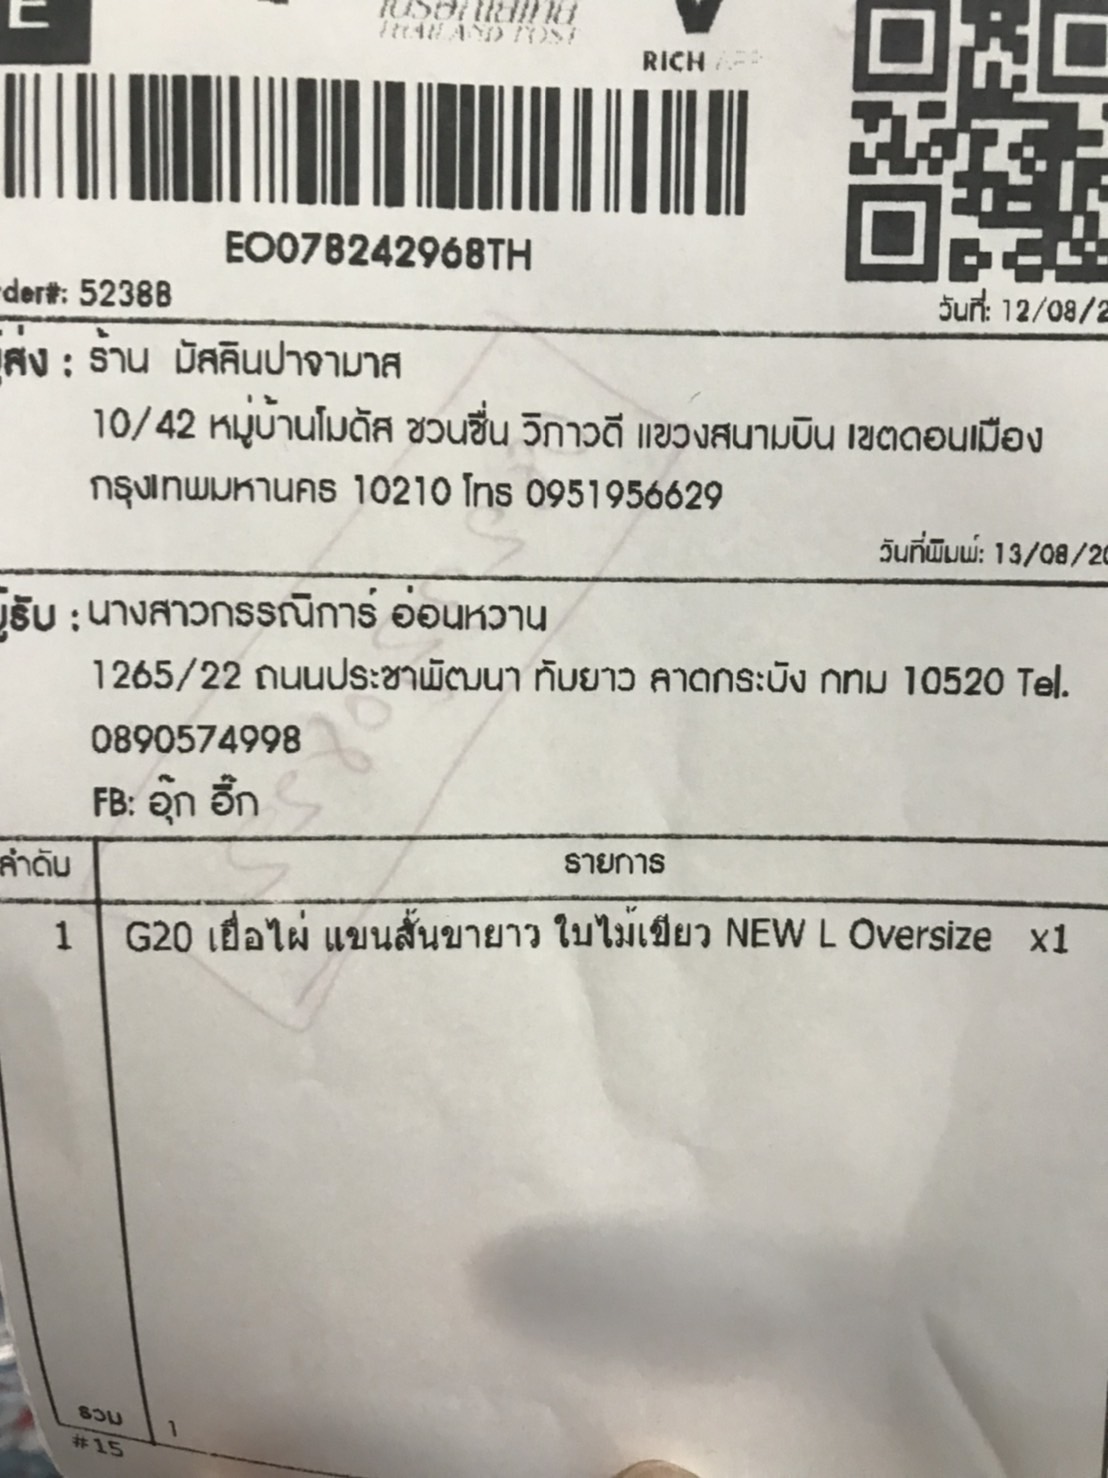 E
ไปรษณีย์ไทย
THAILAND POST
RICH
EO078242968TH
der#: 52388
วันที่: 12/08/2
ผู้ส่ง : ร้าน มัสลินปาจามาส
10/42 หมู่บ้านโมดัส ชวนชื่น วิภาวดี แขวงสนามบิน เขตดอนเมือง
กรุงเทพมหานคร 10210 โทร 0951956629
วันที่พิมพ์: 13/08/20
ผู้รับ : นางสาวกรรณิการ์ อ่อนหวาน
1265/22 ถนนประชาพัฒนา ทับยาว ลาดกระบัง กทม 10520 Tel.
0890574998
FB: อุ๊ก อิ๊ก
ลำดับ รายการ
1 G20 เยื่อไผ่ แขนสั้นขายาว ใบไม้เขียว NEW L Oversize x1
รวม 1
#15